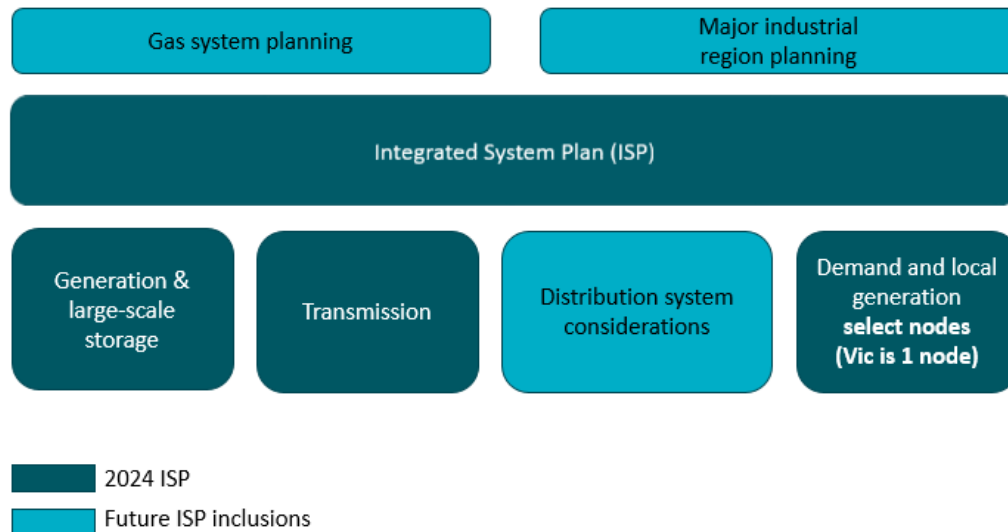 Gas system planning
Major industrial
region planning
Integrated System Plan (ISP)
Generation &
large-scale
storage
Transmission
Distribution system
considerations
Demand and local
generation
select nodes
(Vic is 1 node)
2024 ISP
Future ISP inclusions